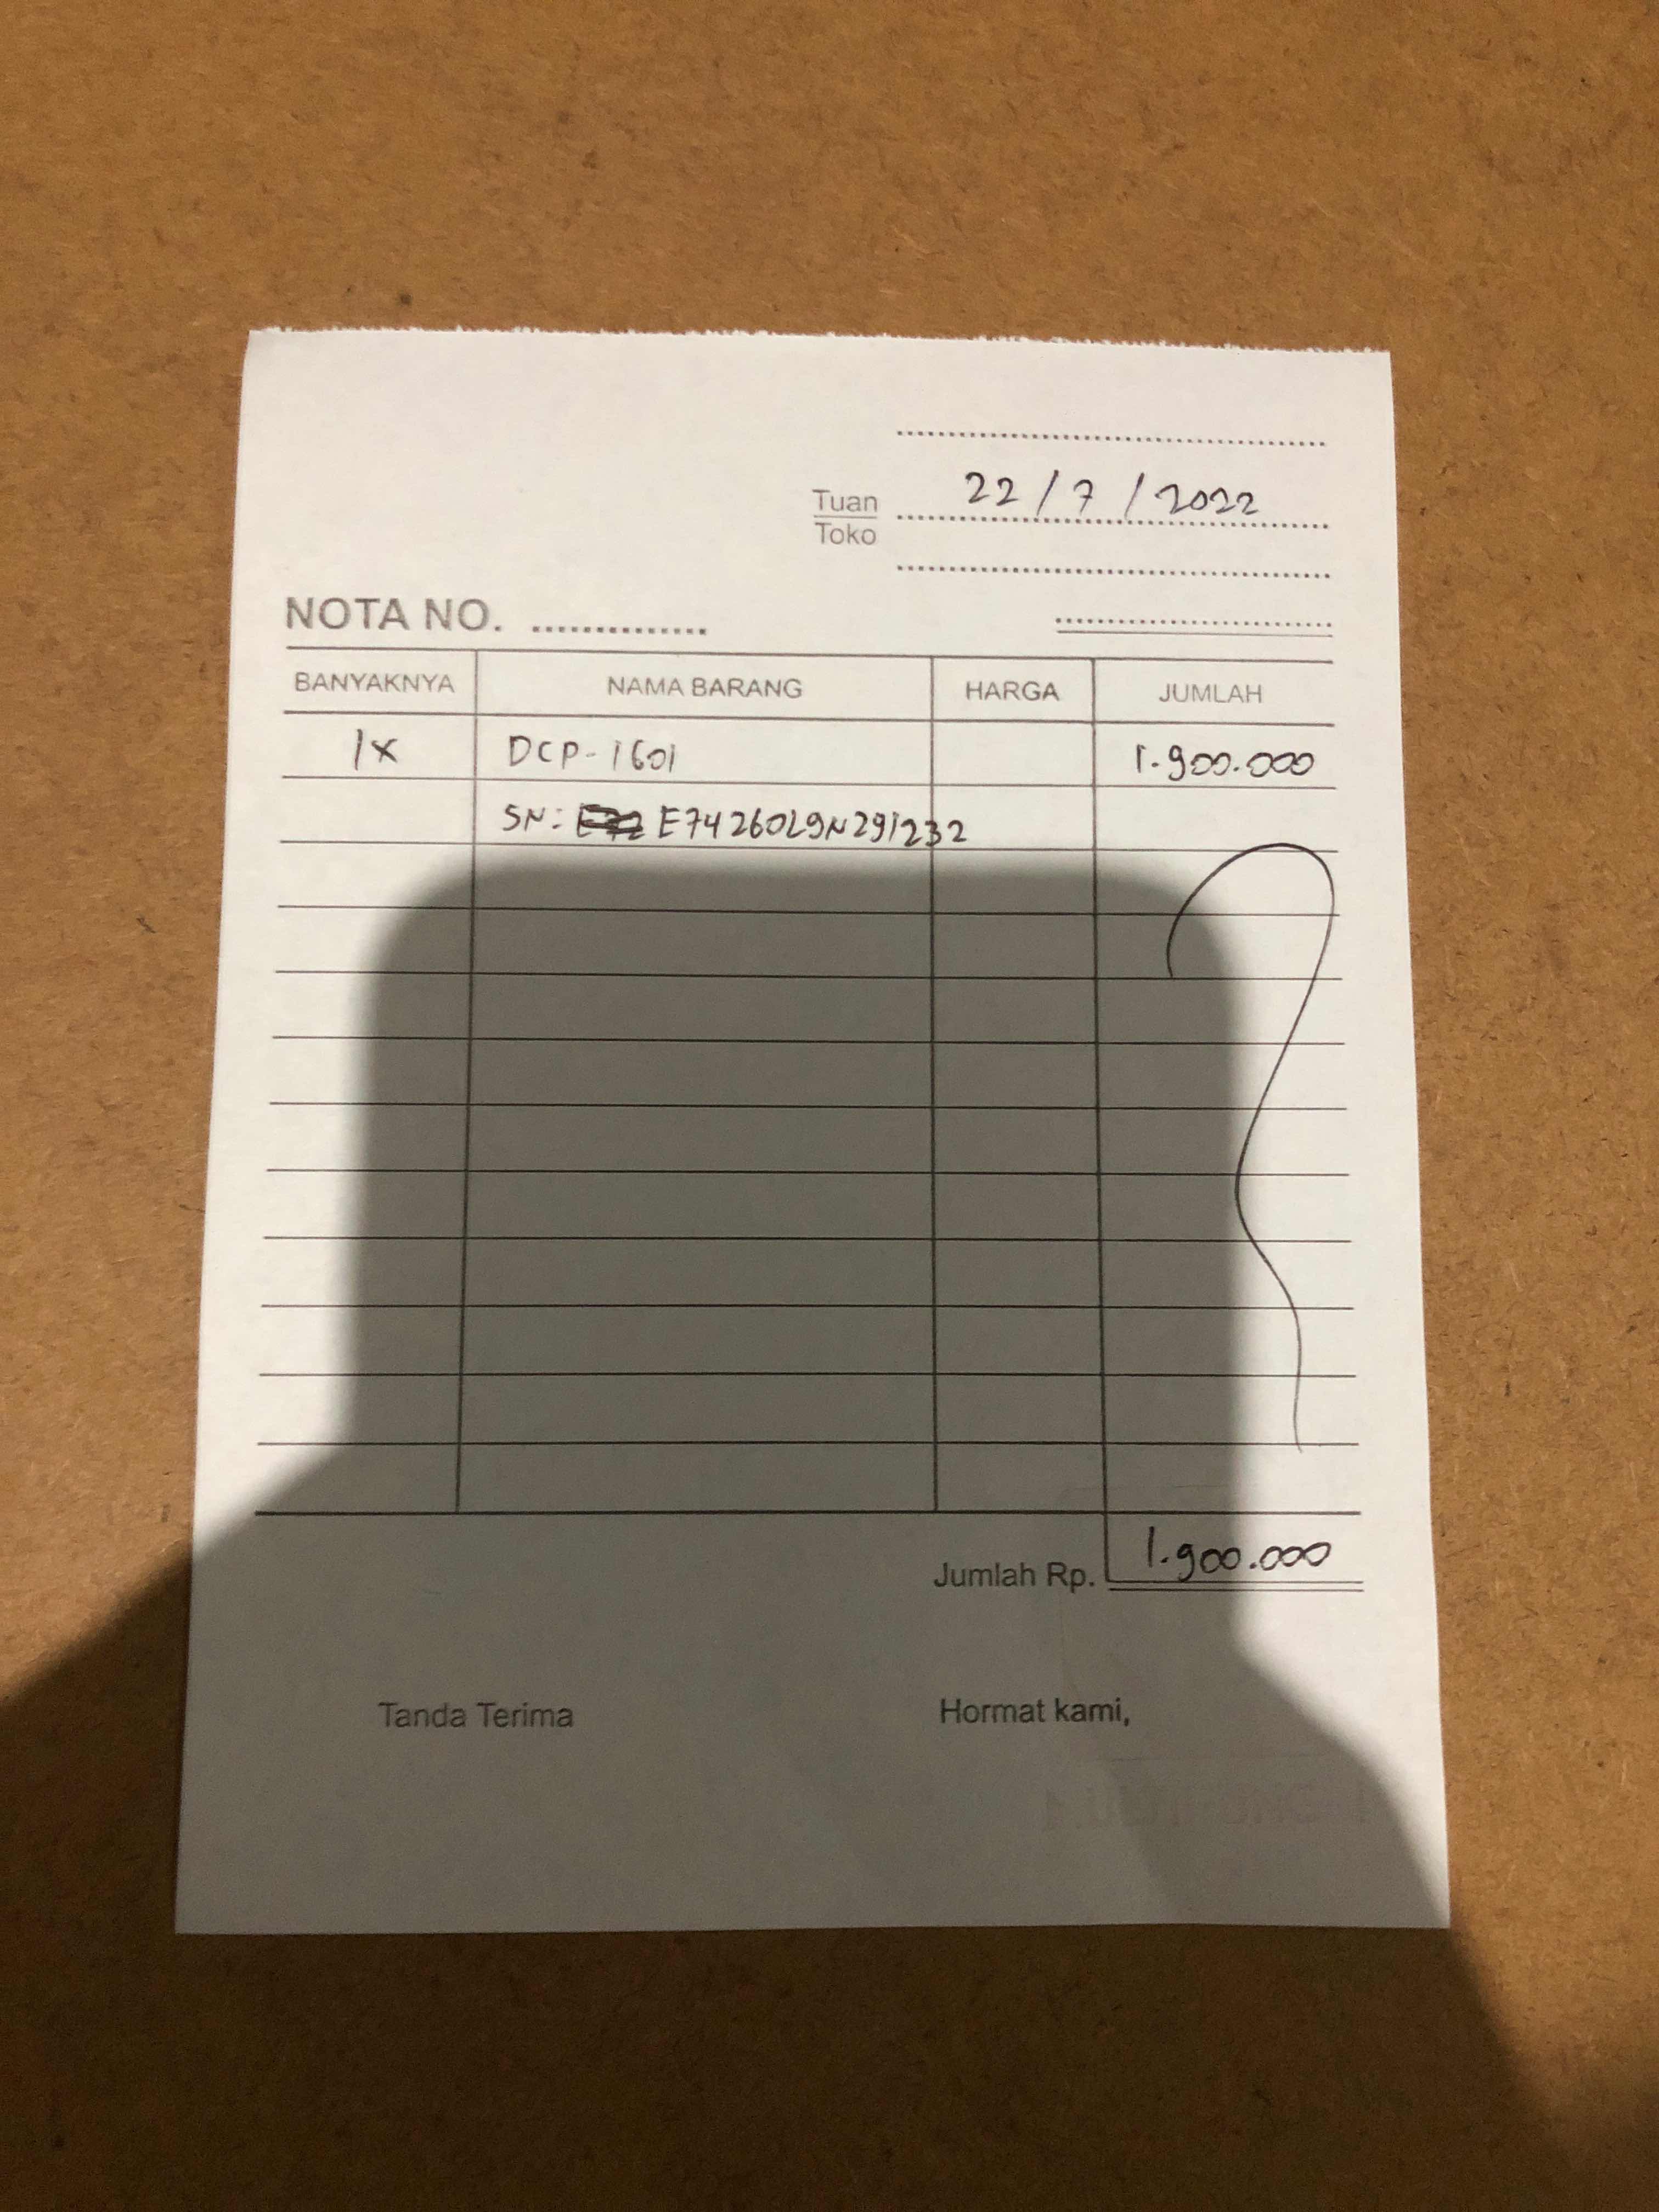 22/7/2022
Tuan
Toko
NOTA NO.
BANYAKNYA NAMA BARANG HARGA JUMLAH
1x DCP-1601 1.900.000
SN: E74260L9N291232
Jumlah Rp. 1.900.000
Tanda Terima Hormat kami,